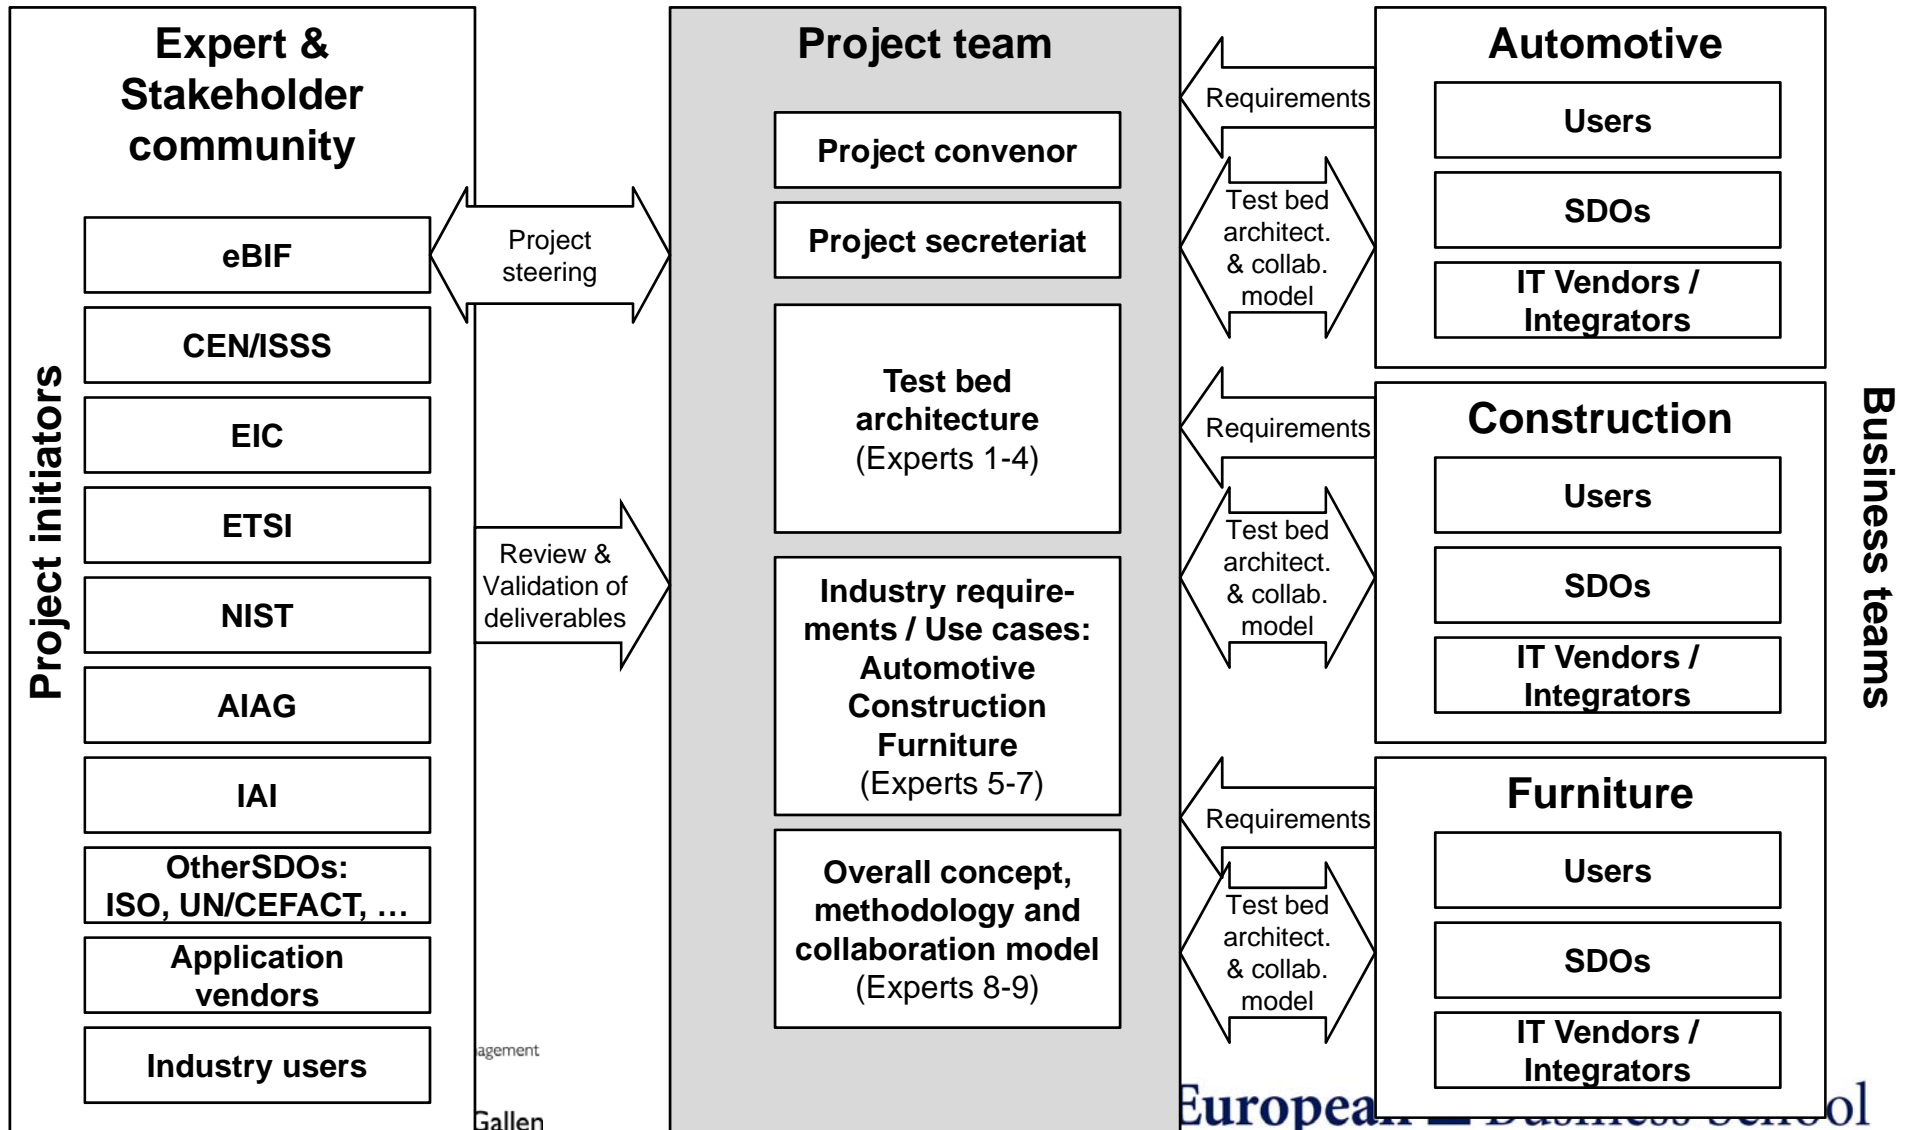 Expert &
Stakeholder
community
Project initiators
eBIF
CEN/ISSS
EIC
ETSI
NIST
AIAG
IAI
OtherSDOs:
ISO, UN/CEFACT, …
Application
vendors
Industry users
Project
steering
Review &
Validation of
deliverables
Project team
Project convenor
Project secreteriat
Test bed
architecture
(Experts 1-4)
Industry require-
ments / Use cases:
Automotive
Construction
Furniture
(Experts 5-7)
Overall concept,
methodology and
collaboration model
(Experts 8-9)
Requirements
Test bed
architect.
& collab.
model
Requirements
Test bed
architect.
& collab.
model
Requirements
Test bed
architect.
& collab.
model
Automotive
Users
SDOs
IT Vendors /
Integrators
Construction
Users
SDOs
IT Vendors /
Integrators
Furniture
Users
SDOs
IT Vendors /
Integrators
Business teams
agement
Gallen
European Business School